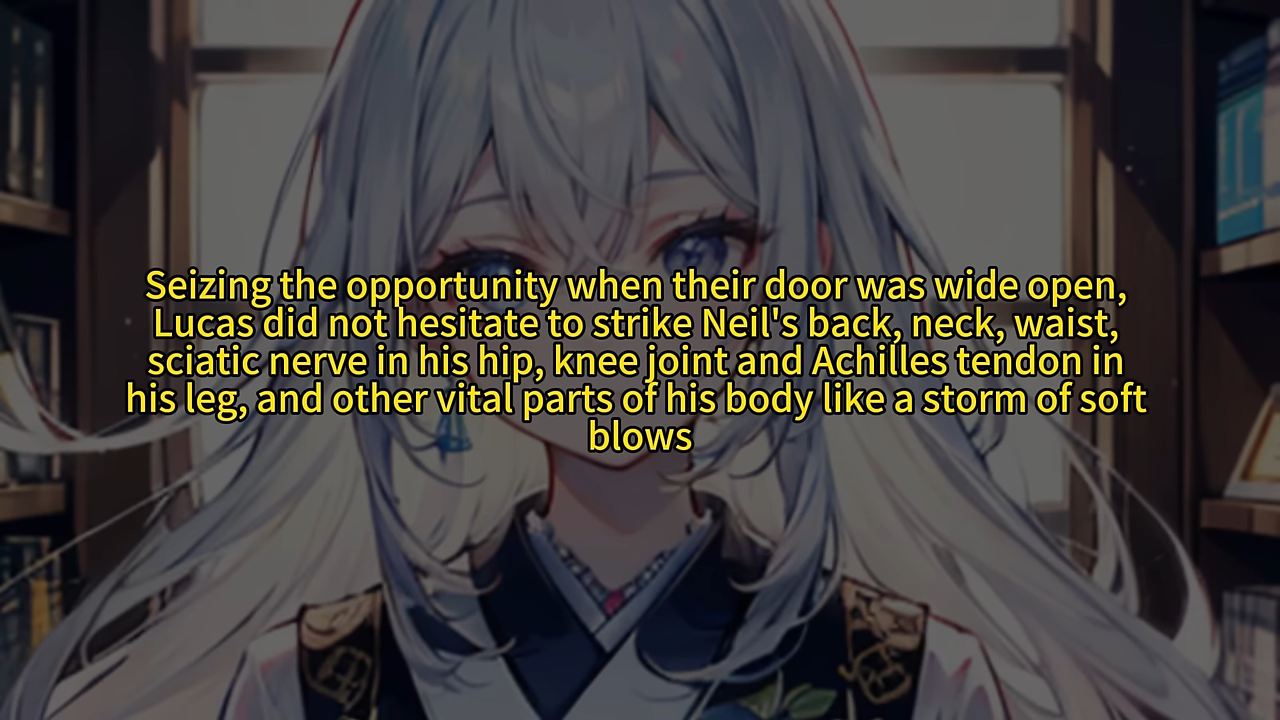 Seizing the opportunity when their door was wide open,
Lucas did not hesitate to strike Neil's back, neck, waist,
sciatic nerve in his hip, knee joint and Achilles tendon in
his leg, and other vital parts of his body like a storm of soft
blows